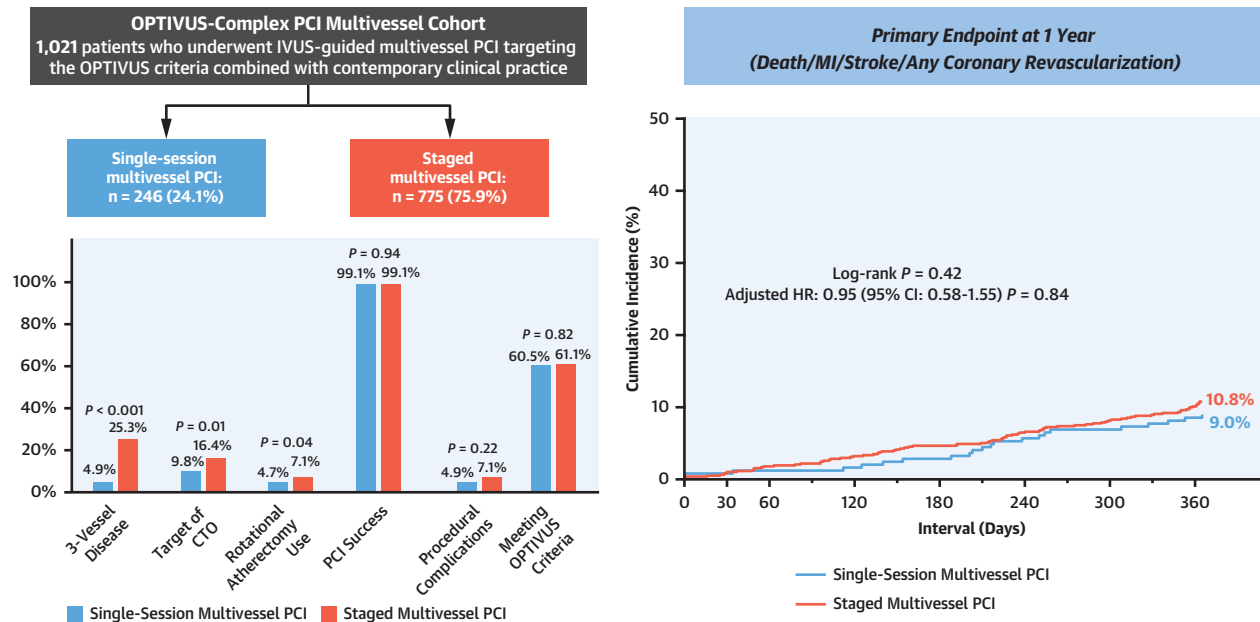 OPTIVUS-Complex PCI Multivessel Cohort
1,021 patients who underwent IVUS-guided multivessel PCI targeting
the OPTIVUS criteria combined with contemporary clinical practice
Single-session
multivessel PCI:
n = 246 (24.1%)
Staged
multivessel PCI:
n = 775 (75.9%)
100%
80%
60%
40%
20%
0%
P < 0.001
4.9%
25.3%
P = 0.01
9.8%
16.4%
P = 0.04
4.7%
7.1%
P = 0.94
99.1%
99.1%
P = 0.22
4.9%
7.1%
P = 0.82
60.5%
61.1%
3-Vessel
Disease
Target of
CTO
Rotational
Atherectomy
Use
PCI Success
Procedural
Complications
Meeting
OPTIVUS
Criteria
Single-Session Multivessel PCI
Staged Multivessel PCI
Primary Endpoint at 1 Year
(Death/MI/Stroke/Any Coronary Revascularization)
Cumulative Incidence (%)
50
40
30
20
10
0
Log-rank P = 0.42
Adjusted HR: 0.95 (95% CI: 0.58-1.55) P = 0.84
10.8%
9.0%
0
30
60
120
180
240
300
360
Interval (Days)
Single-Session Multivessel PCI
Staged Multivessel PCI